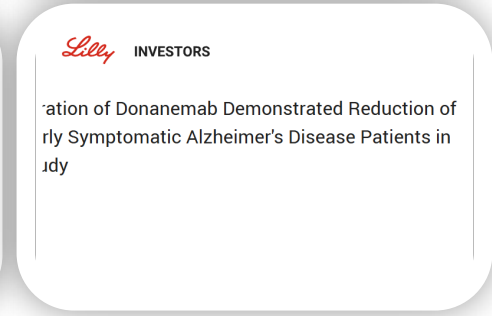 Lilly INVESTORS
ration of Donanemab Demonstrated Reduction of
rly Symptomatic Alzheimer's Disease Patients in
udy